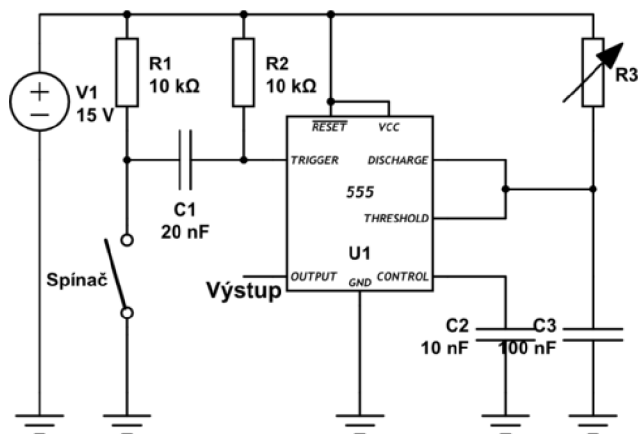 R1
10 kΩ
R2
10 kΩ
R3
V1
15 V
RESET
VCC
TRIGGER
DISCHARGE
555
C1
20 nF
THRESHOLD
U1
Spínač
Výstup
OUTPUT
CONTROL
GND
C2
10 nF
C3
100 nF